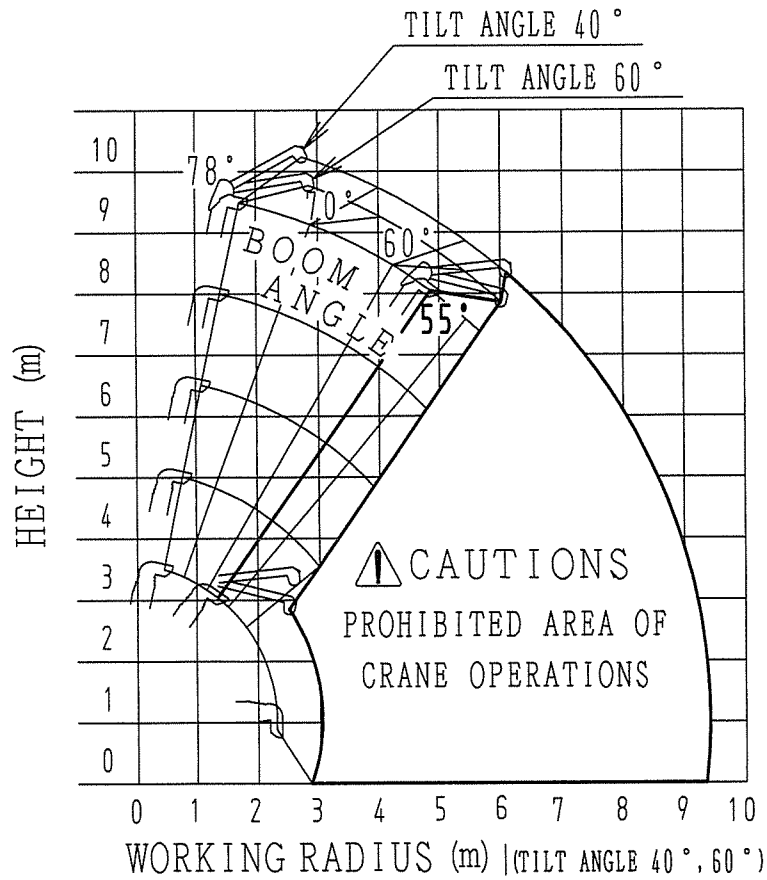 TILT ANGLE 40°
TILT ANGLE 60°
10
9
8
7
6
5
4
3
2
1
0
HEIGHT (m)
78°
70°
60°
55°
BOOM
ANGLE
CAUTIONS
PROHIBITED AREA OF
CRANE OPERATIONS
0 1 2 3 4 5 6 7 8 9 10
WORKING RADIUS (m) (TILT ANGLE 40°, 60°)